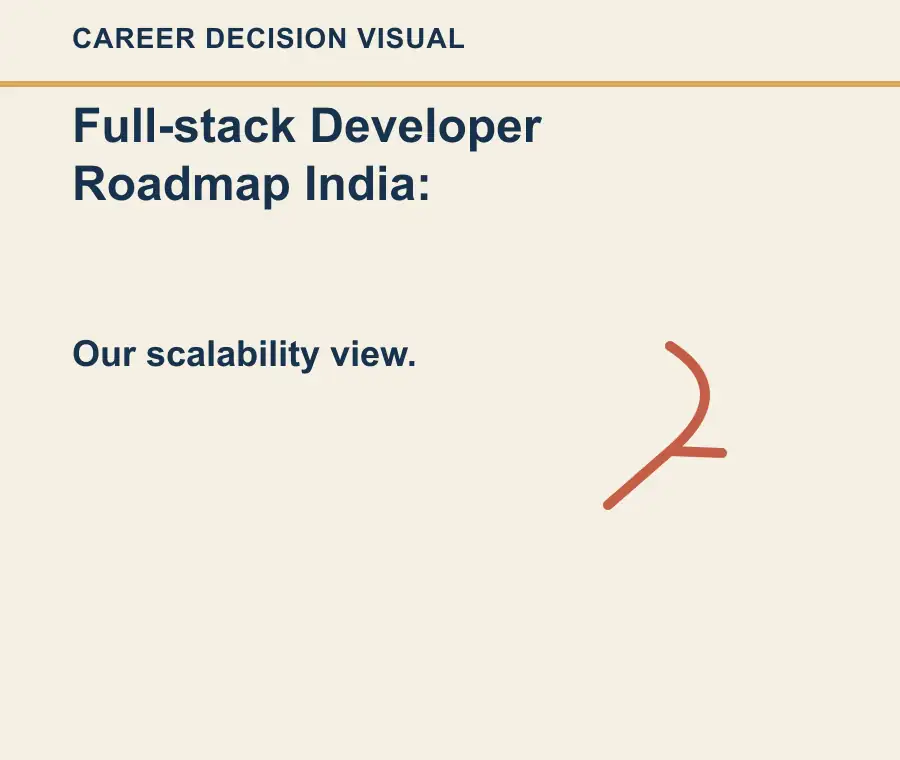 CAREER DECISION VISUAL
Full-stack Developer
Roadmap India:
Our scalability view.